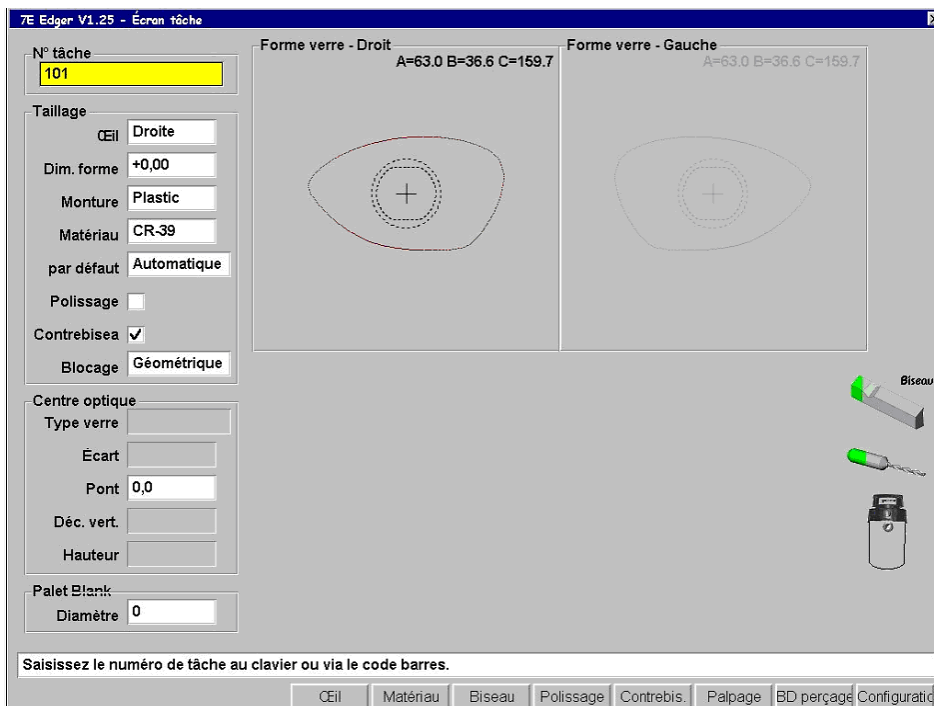 7E Edger V1.25 - Écran tâche
N° tâche
101
Taillage
Œil Droite
Dim. forme +0,00
Monture Plastic
Matériau CR-39
par défaut Automatique
Polissage
Contrebisea
Blocage Géométrique
Centre optique
Type verre
Écart
Pont 0,0
Déc. vert.
Hauteur
Palet Blank
Diamètre 0
Forme verre - Droit
A=63.0 B=36.6 C=159.7
Forme verre - Gauche
A=63.0 B=36.6 C=159.7
Biseau
Saisissez le numéro de tâche au clavier ou via le code barres.
Œil Matériau Biseau Polissage Contrebis. Palpage BD perçage Configuratic